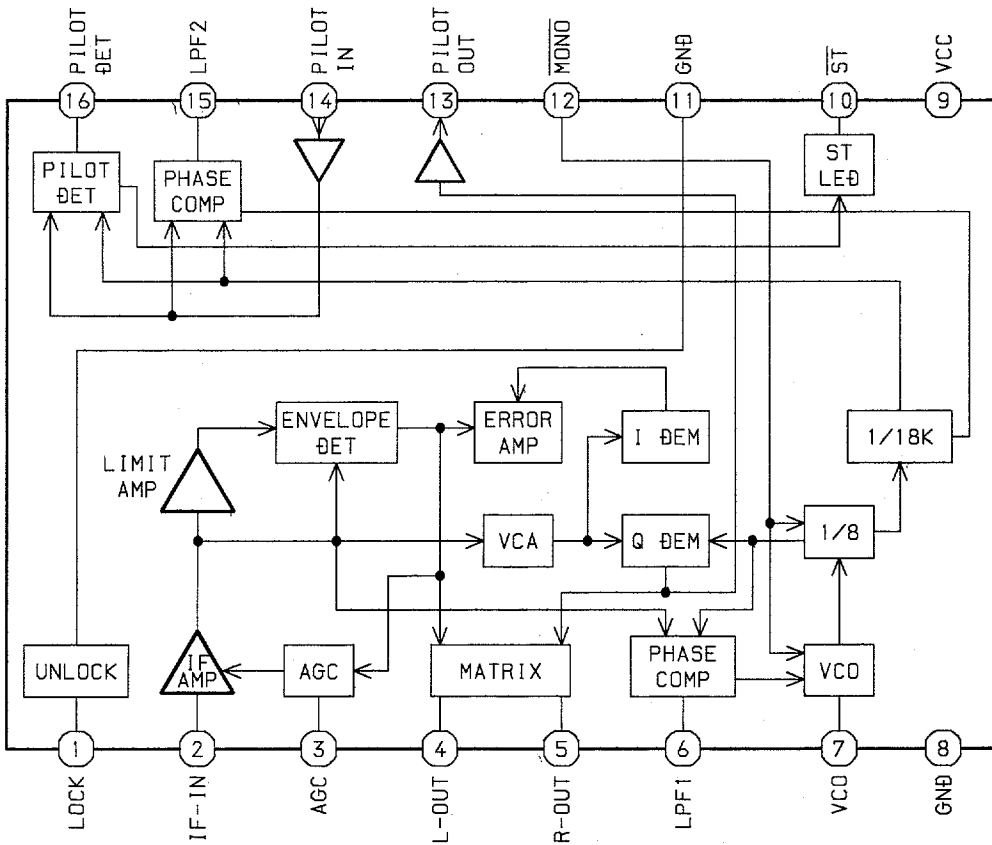 PILOT
DET
LPF2
PILOT
IN
PILOT
OUT
MONO
GND
ST
VCC
16
15
14
13
12
11
10
9
PILOT
DET
PHASE
COMP
ST
LED
ENVELOPE
DET
ERROR
AMP
I DEM
1/18K
LIMIT
AMP
VCA
Q DEM
1/8
UNLOCK
IF
AMP
AGC
MATRIX
PHASE
COMP
VCO
1
2
3
4
5
6
7
8
LOCK
IF-IN
AGC
L-OUT
R-OUT
LPF1
VCO
GND